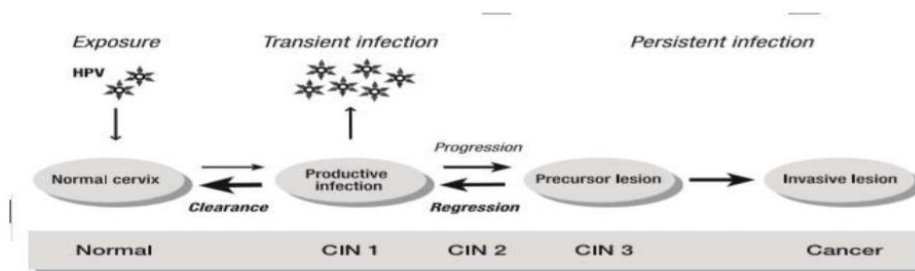 Exposure Transient infection Persistent infection
HPV
Progression
Normal cervix Productive infection Precursor lesion Invasive lesion
Clearance Regression
Normal CIN 1 CIN 2 CIN 3 Cancer